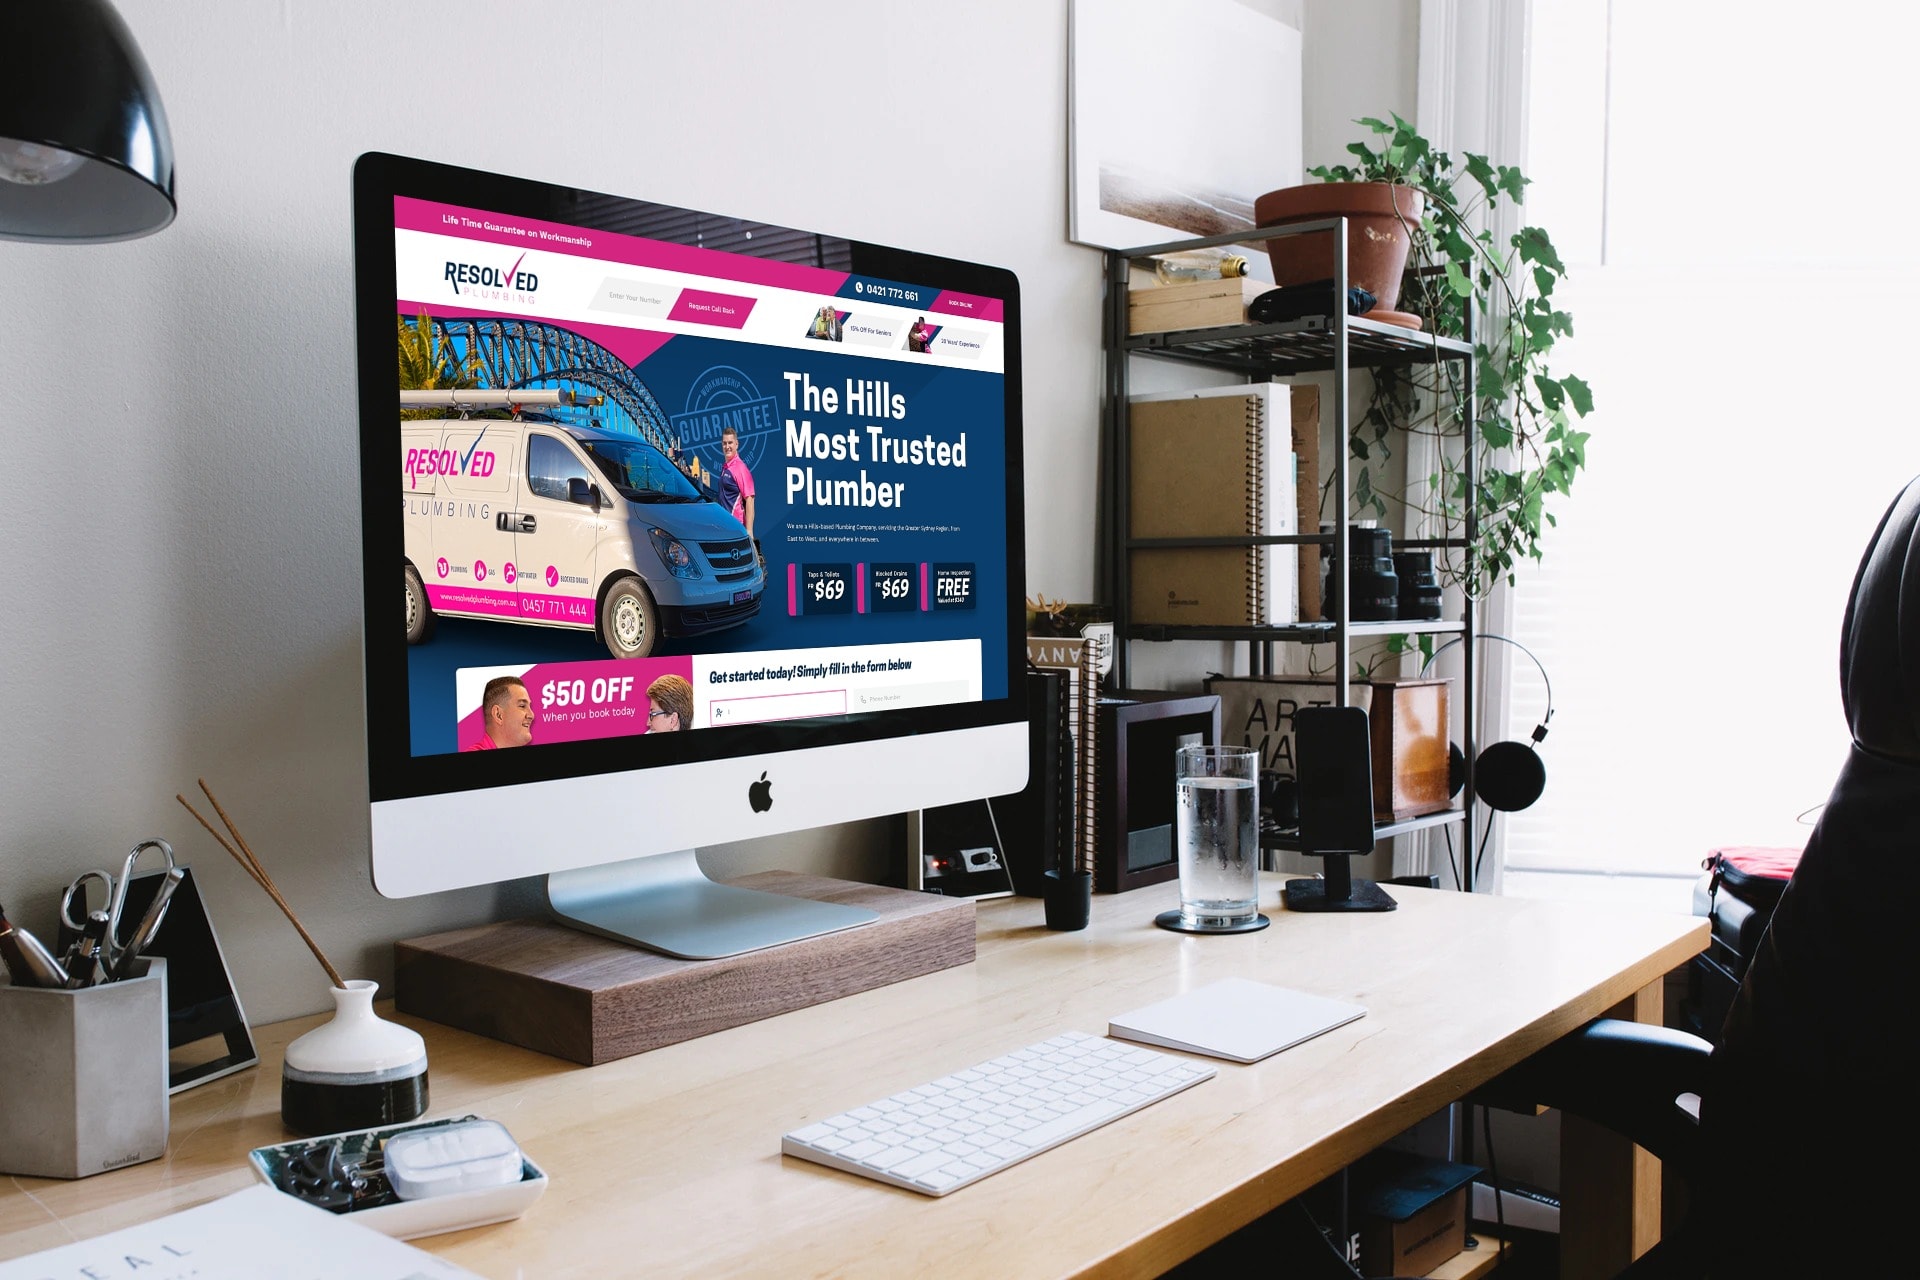 Life Time Guarantee on Workmanship
0421 772 661
BOOK ONLINE
RESOLVED
PLUMBING
Enter Your Number
Request Call Back
15% Off For Seniors
20 Years' Experience
WORKMANSHIP
GUARANTEE
The Hills
Most Trusted
Plumber
We are a Hills-based Plumbing Company, servicing the Greater Sydney Region, from
East to West, and everywhere in between.
RESOLVED
PLUMBING
PLUMBING
GAS
HOT WATER
BLOCKED DRAINS
www.resolvedplumbing.com.au
0457 771 444
Taps & Toilets
FR $69
Blocked Drains
FR $69
Home Inspection
FREE
Valued at $240
$50 OFF
When you book today
Get started today! Simply fill in the form below
Phone Number
ANY
ART
MA
EAL